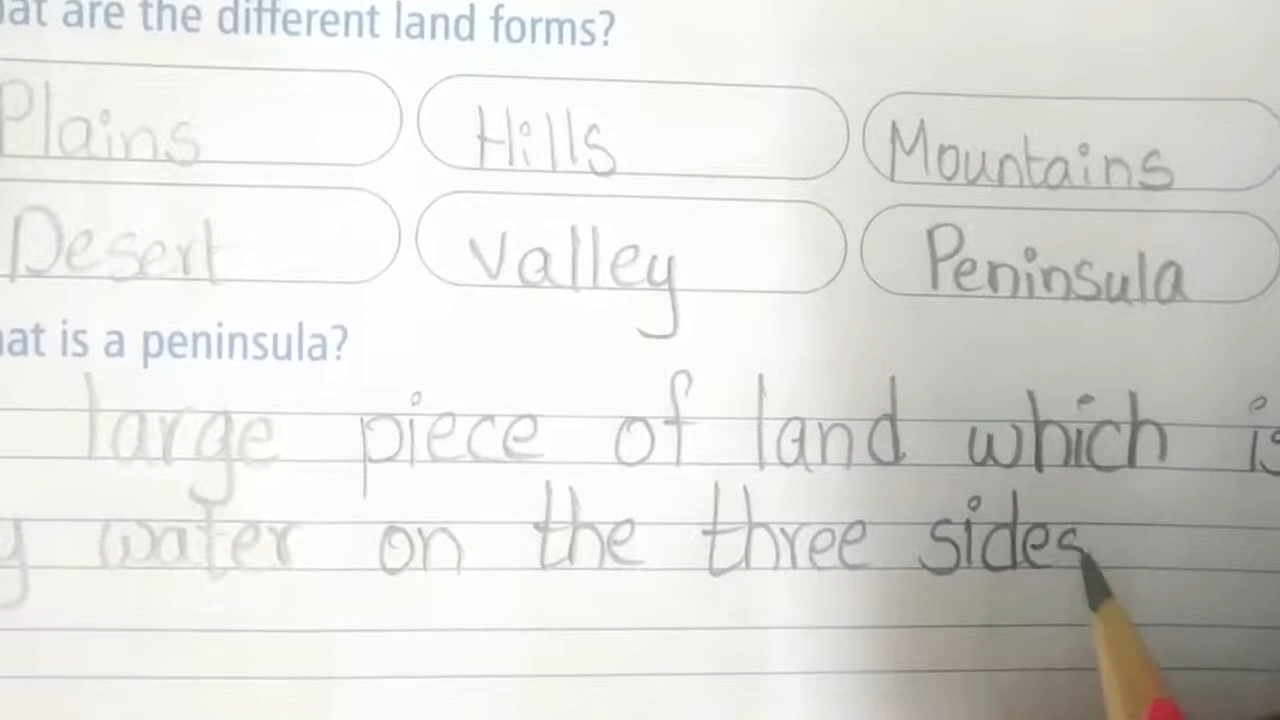 at are the different land forms?
Plains Hills Mountains
Desert Valley Peninsula
at is a peninsula?
large piece of land which is
y water on the three sides